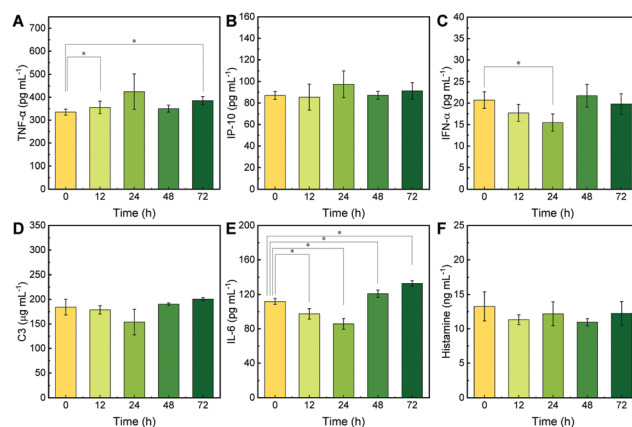 A
TNF-α (pg mL⁻¹)
700
600
500
400
300
200
100
0
*
*
0 12 24 48 72
Time (h)
B
IP-10 (pg mL⁻¹)
160
140
120
100
80
60
40
20
0
0 12 24 48 72
Time (h)
C
IFN-α (pg mL⁻¹)
40
35
30
25
20
15
10
5
0
*
0 12 24 48 72
Time (h)
D
C3 (μg mL⁻¹)
350
300
250
200
150
100
50
0
0 12 24 48 72
Time (h)
E
IL-6 (pg mL⁻¹)
200
160
120
80
40
0
*
*
*
*
0 12 24 48 72
Time (h)
F
Histamine (ng mL⁻¹)
25
20
15
10
5
0
0 12 24 48 72
Time (h)